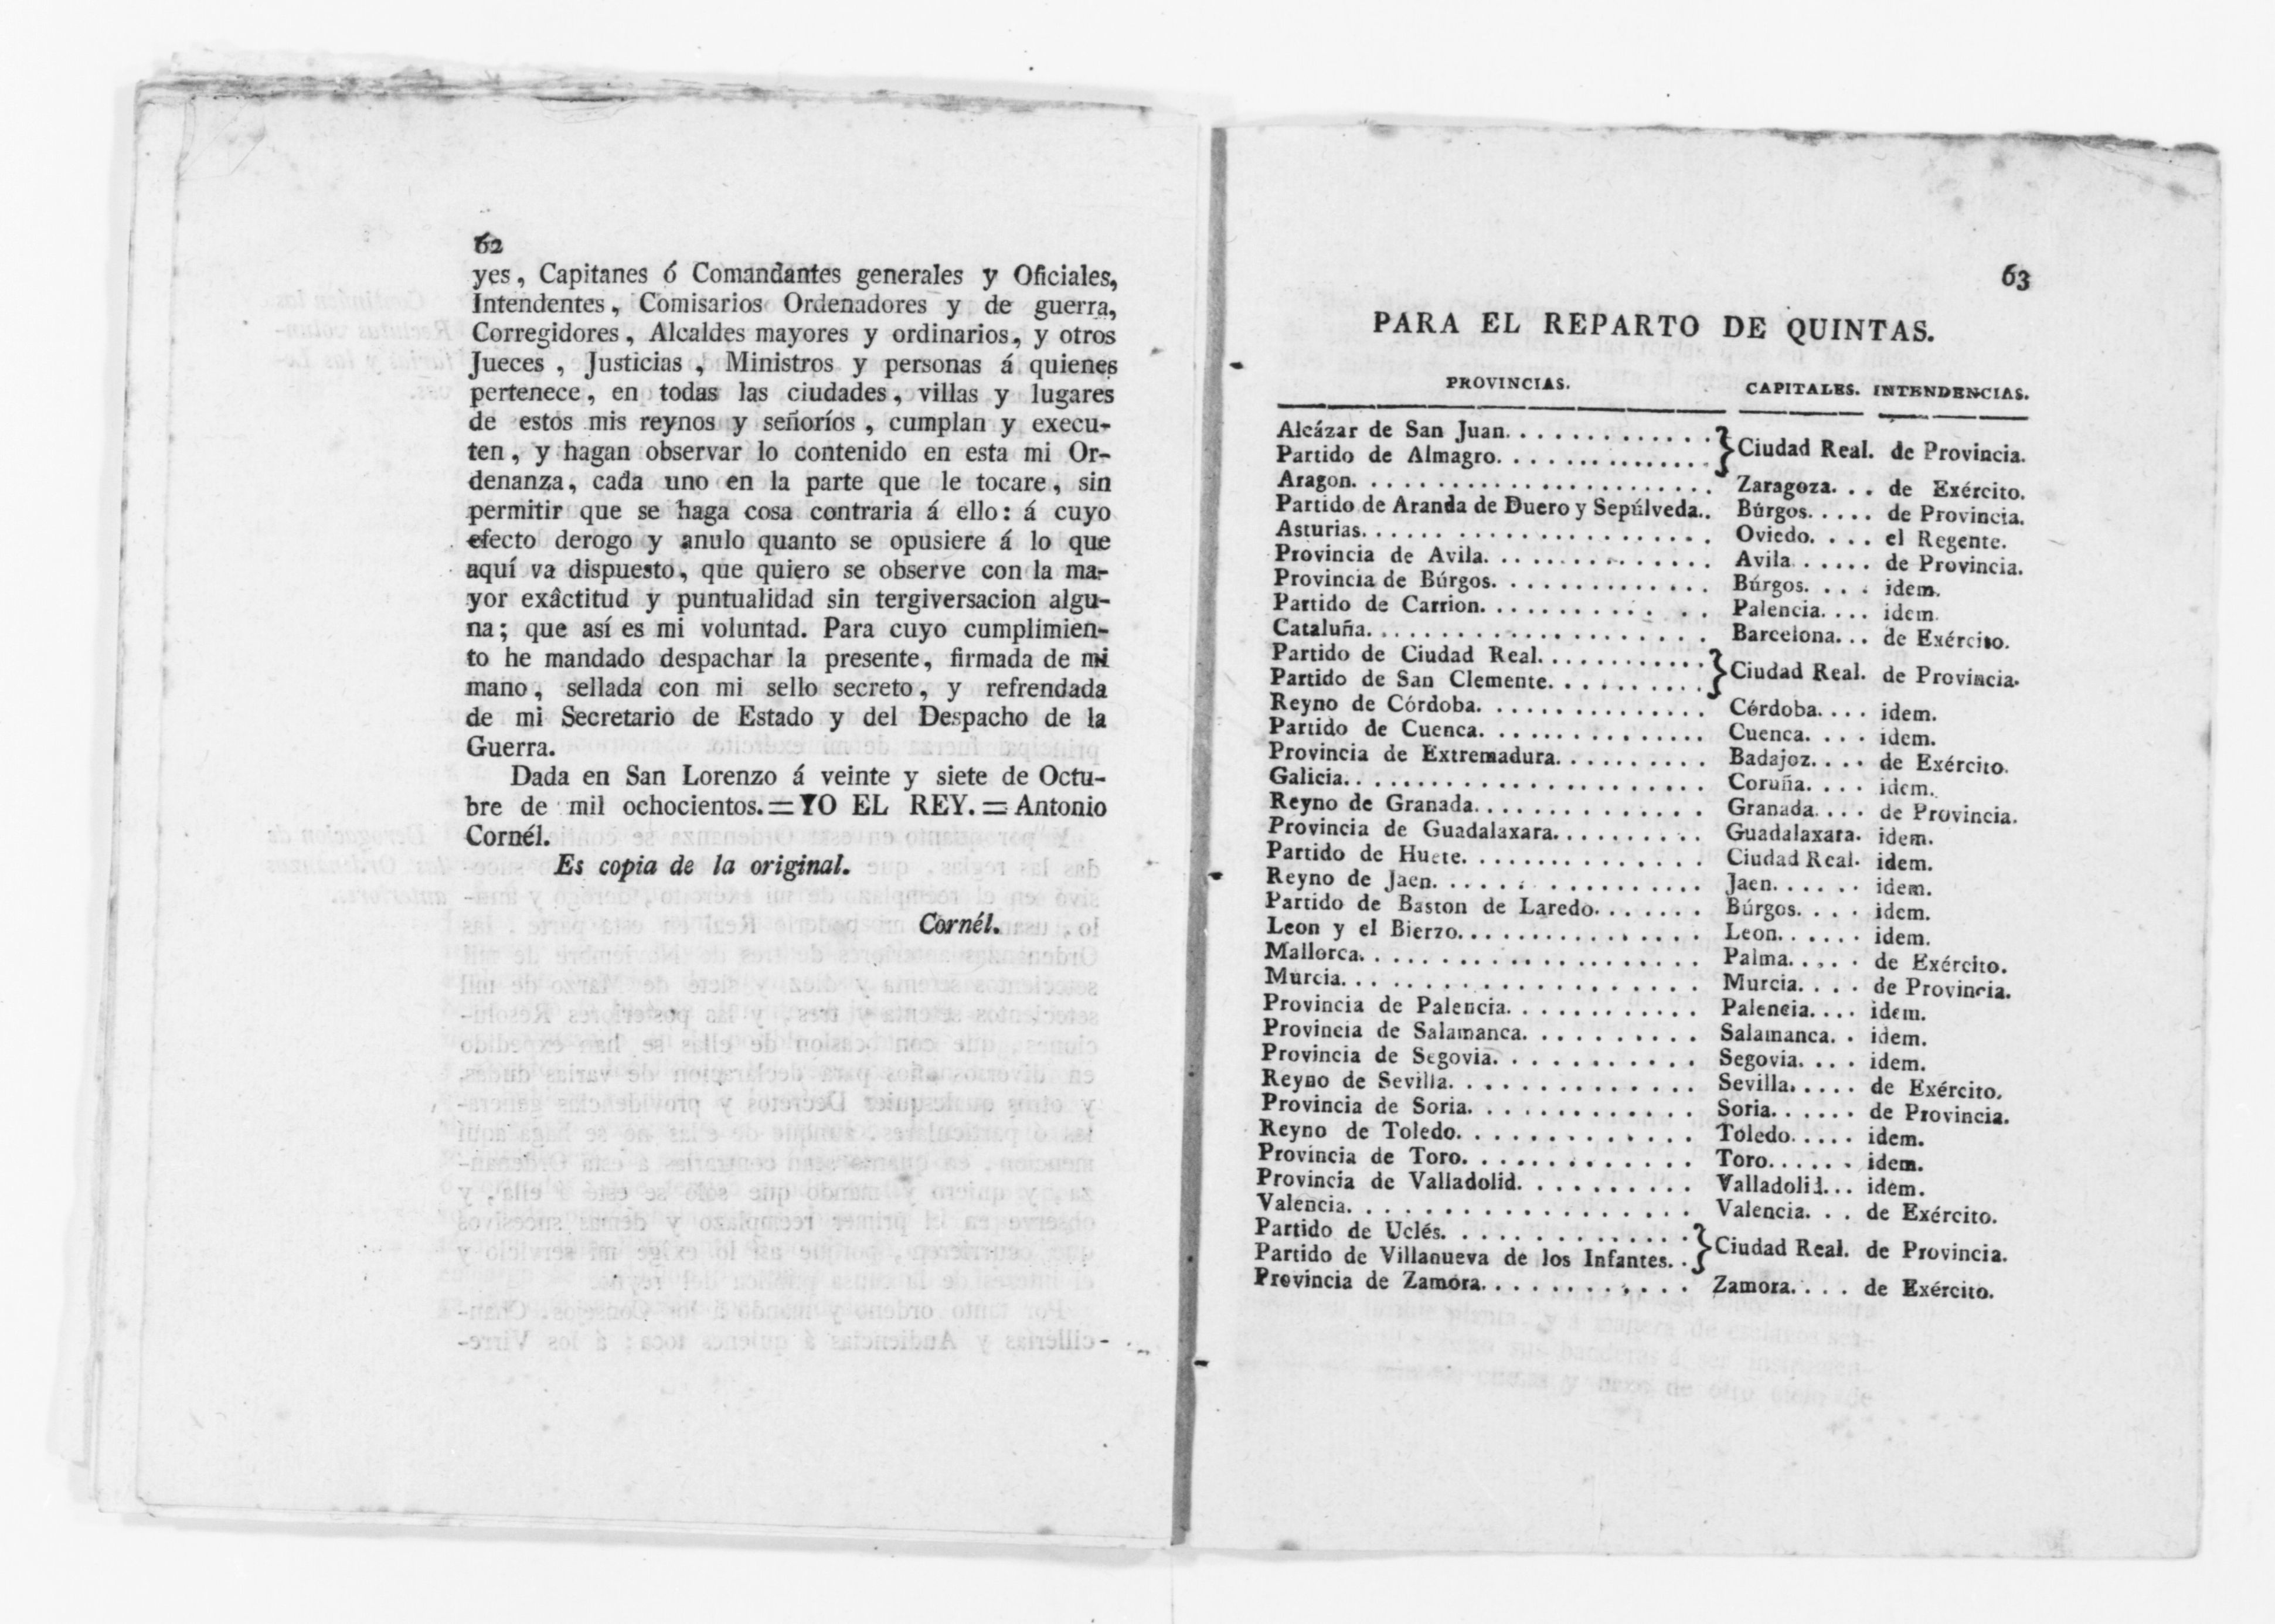 62
yes, Capitanes ó Comandantes generales y Oficiales,
Intendentes, Comisarios Ordenadores y de guerra,
Corregidores, Alcaldes mayores y ordinarios, y otros
Jueces, Justicias, Ministros y personas á quienes
pertenece, en todas las ciudades, villas y lugares
de estos mis reynos y señoríos, cumplan y execu-
ten, y hagan observar lo contenido en esta mi Or-
denanza, cada uno en la parte que le tocare, sin
permitir que se haga cosa contraria á ello: á cuyo
efecto derogo y anulo quanto se opusiere á lo que
aquí va dispuesto, que quiero se observe con la ma-
yor exâctitud y puntualidad sin tergiversacion algu-
na; que así es mi voluntad. Para cuyo cumplimien-
to he mandado despachar la presente, firmada de mi
mano, sellada con mi sello secreto, y refrendada
de mi Secretario de Estado y del Despacho de la
Guerra.
Dada en San Lorenzo á veinte y siete de Octu-
bre de mil ochocientos.=YO EL REY.=Antonio
Cornél.
Es copia de la original.
Cornél.
63
PARA EL REPARTO DE QUINTAS.
PROVINCIAS. CAPITALES. INTENDENCIAS.
Alcázar de San Juan. . . . . . . . . . . . . .
Partido de Almagro. . . . . . . . . . . . . . . } Ciudad Real. de Provincia.
Aragon. . . . . . . . . . . . . . . . . . . . . . . Zaragoza. . . de Exército.
Partido de Aranda de Duero y Sepúlveda.. Búrgos. . . . . de Provincia.
Asturias. . . . . . . . . . . . . . . . . . . . . . Oviedo. . . . el Regente.
Provincia de Avila. . . . . . . . . . . . . . . Avila. . . . . . de Provincia.
Provincia de Búrgos. . . . . . . . . . . . . . Búrgos. . . . idem.
Partido de Carrion. . . . . . . . . . . . . . Palencia. . . . idem.
Cataluña. . . . . . . . . . . . . . . . . . . . . Barcelona. . . de Exército.
Partido de Ciudad Real. . . . . . . . . . . .
Partido de San Clemente. . . . . . . . . . } Ciudad Real. de Provincia.
Reyno de Córdoba. . . . . . . . . . . . . . . Córdoba. . . . idem.
Partido de Cuenca. . . . . . . . . . . . . . . Cuenca. . . . idem.
Provincia de Extremadura. . . . . . . . . . Badajoz. . . . de Exército.
Galicia. . . . . . . . . . . . . . . . . . . . . . Coruña. . . . idem.
Reyno de Granada. . . . . . . . . . . . . . . Granada. . . . de Provincia.
Provincia de Guadalaxara. . . . . . . . . . Guadalaxara. idem.
Partido de Huete. . . . . . . . . . . . . . . Ciudad Real. idem.
Reyno de Jaen. . . . . . . . . . . . . . . . . Jaen. . . . . . idem.
Partido de Baston de Laredo. . . . . . . Búrgos. . . . idem.
Leon y el Bierzo. . . . . . . . . . . . . . . Leon. . . . . . idem.
Mallorca. . . . . . . . . . . . . . . . . . . . . Palma. . . . . de Exército.
Murcia. . . . . . . . . . . . . . . . . . . . . . Murcia. . . . de Provincia.
Provincia de Palencia. . . . . . . . . . . . Palencia. . . . idem.
Provincia de Salamanca. . . . . . . . . . Salamanca. . idem.
Provincia de Segovia. . . . . . . . . . . . Segovia. . . . idem.
Reyno de Sevilla. . . . . . . . . . . . . . . Sevilla. . . . . de Exército.
Provincia de Soria. . . . . . . . . . . . . . Soria. . . . . . de Provincia.
Reyno de Toledo. . . . . . . . . . . . . . . Toledo. . . . . idem.
Provincia de Toro. . . . . . . . . . . . . . Toro. . . . . . idem.
Provincia de Valladolid. . . . . . . . . . Valladolid. . . idem.
Valencia. . . . . . . . . . . . . . . . . . . . . Valencia. . . de Exército.
Partido de Uclés. . . . . . . . . . . . . . .
Partido de Villanueva de los Infantes. . } Ciudad Real. de Provincia.
Provincia de Zamora. . . . . . . . . . . . Zamora. . . . de Exército.